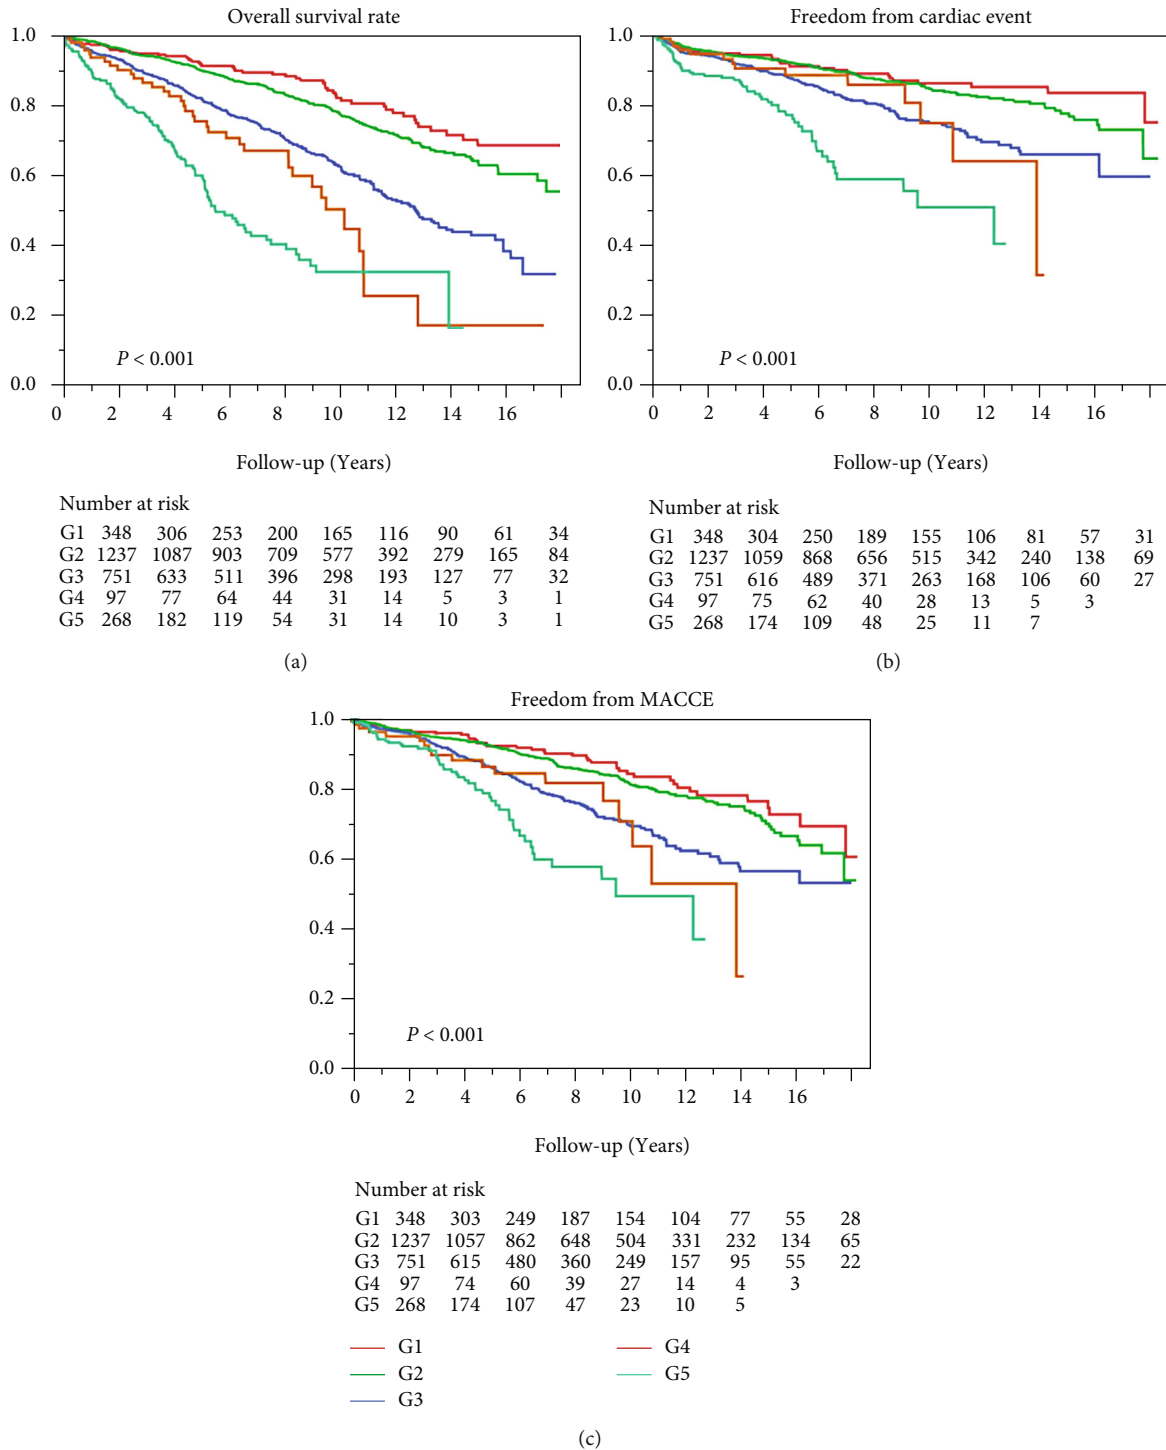 Overall survival rate
1.0
0.8
0.6
0.4
0.2
0.0
P < 0.001
0 2 4 6 8 10 12 14 16
Follow-up (Years)
Number at risk
G1 348 306 253 200 165 116 90 61 34
G2 1237 1087 903 709 577 392 279 165 84
G3 751 633 511 396 298 193 127 77 32
G4 97 77 64 44 31 14 5 3 1
G5 268 182 119 54 31 14 10 3 1
(a)
Freedom from cardiac event
1.0
0.8
0.6
0.4
0.2
0.0
P < 0.001
0 2 4 6 8 10 12 14 16
Follow-up (Years)
Number at risk
G1 348 304 250 189 155 106 81 57 31
G2 1237 1059 868 656 515 342 240 138 69
G3 751 616 489 371 263 168 106 60 27
G4 97 75 62 40 28 13 5 3
G5 268 174 109 48 25 11 7
(b)
Freedom from MACCE
1.0
0.8
0.6
0.4
0.2
0.0
P < 0.001
0 2 4 6 8 10 12 14 16
Follow-up (Years)
Number at risk
G1 348 303 249 187 154 104 77 55 28
G2 1237 1057 862 648 504 331 232 134 65
G3 751 615 480 360 249 157 95 55 22
G4 97 74 60 39 27 14 4 3
G5 268 174 107 47 23 10 5
G1 G4
G2 G5
G3
(c)